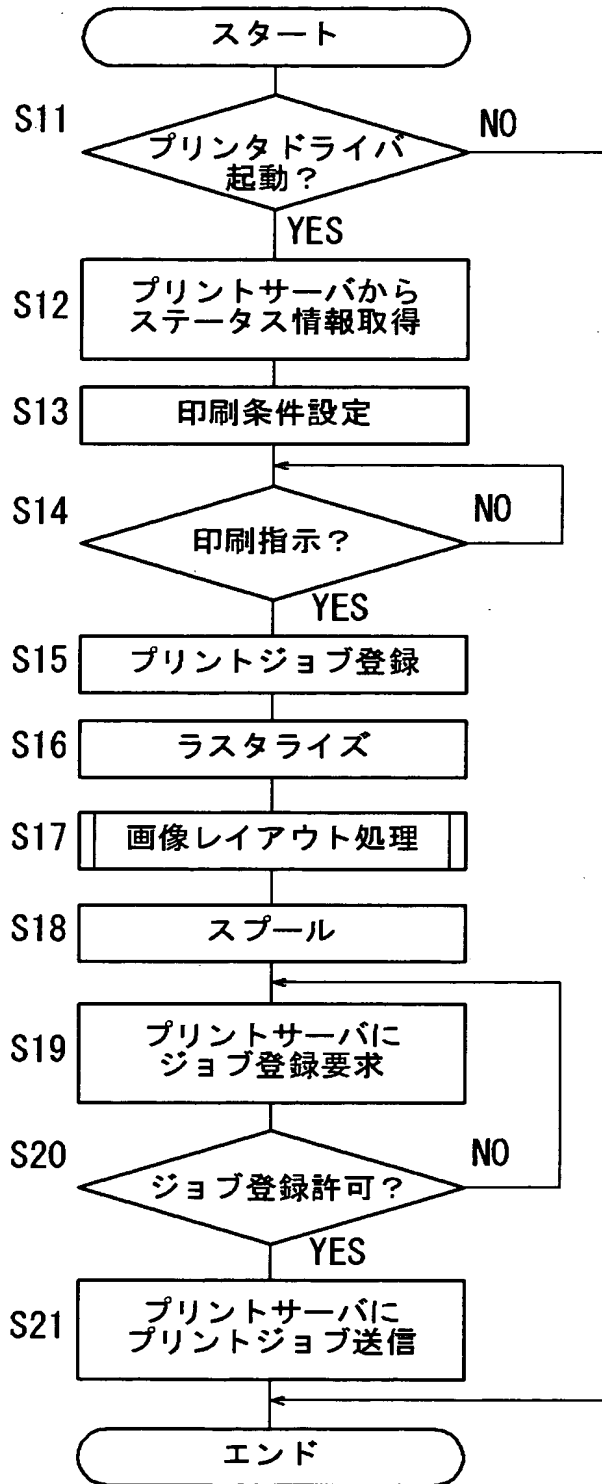 スタート
S11
NO
プリンタドライバ
起動？
YES
S12
プリントサーバから
ステータス情報取得
S13
印刷条件設定
S14
NO
印刷指示？
YES
S15
プリントジョブ登録
S16
ラスタライズ
S17
画像レイアウト処理
S18
スプール
S19
プリントサーバに
ジョブ登録要求
S20
NO
ジョブ登録許可？
YES
S21
プリントサーバに
プリントジョブ送信
エンド